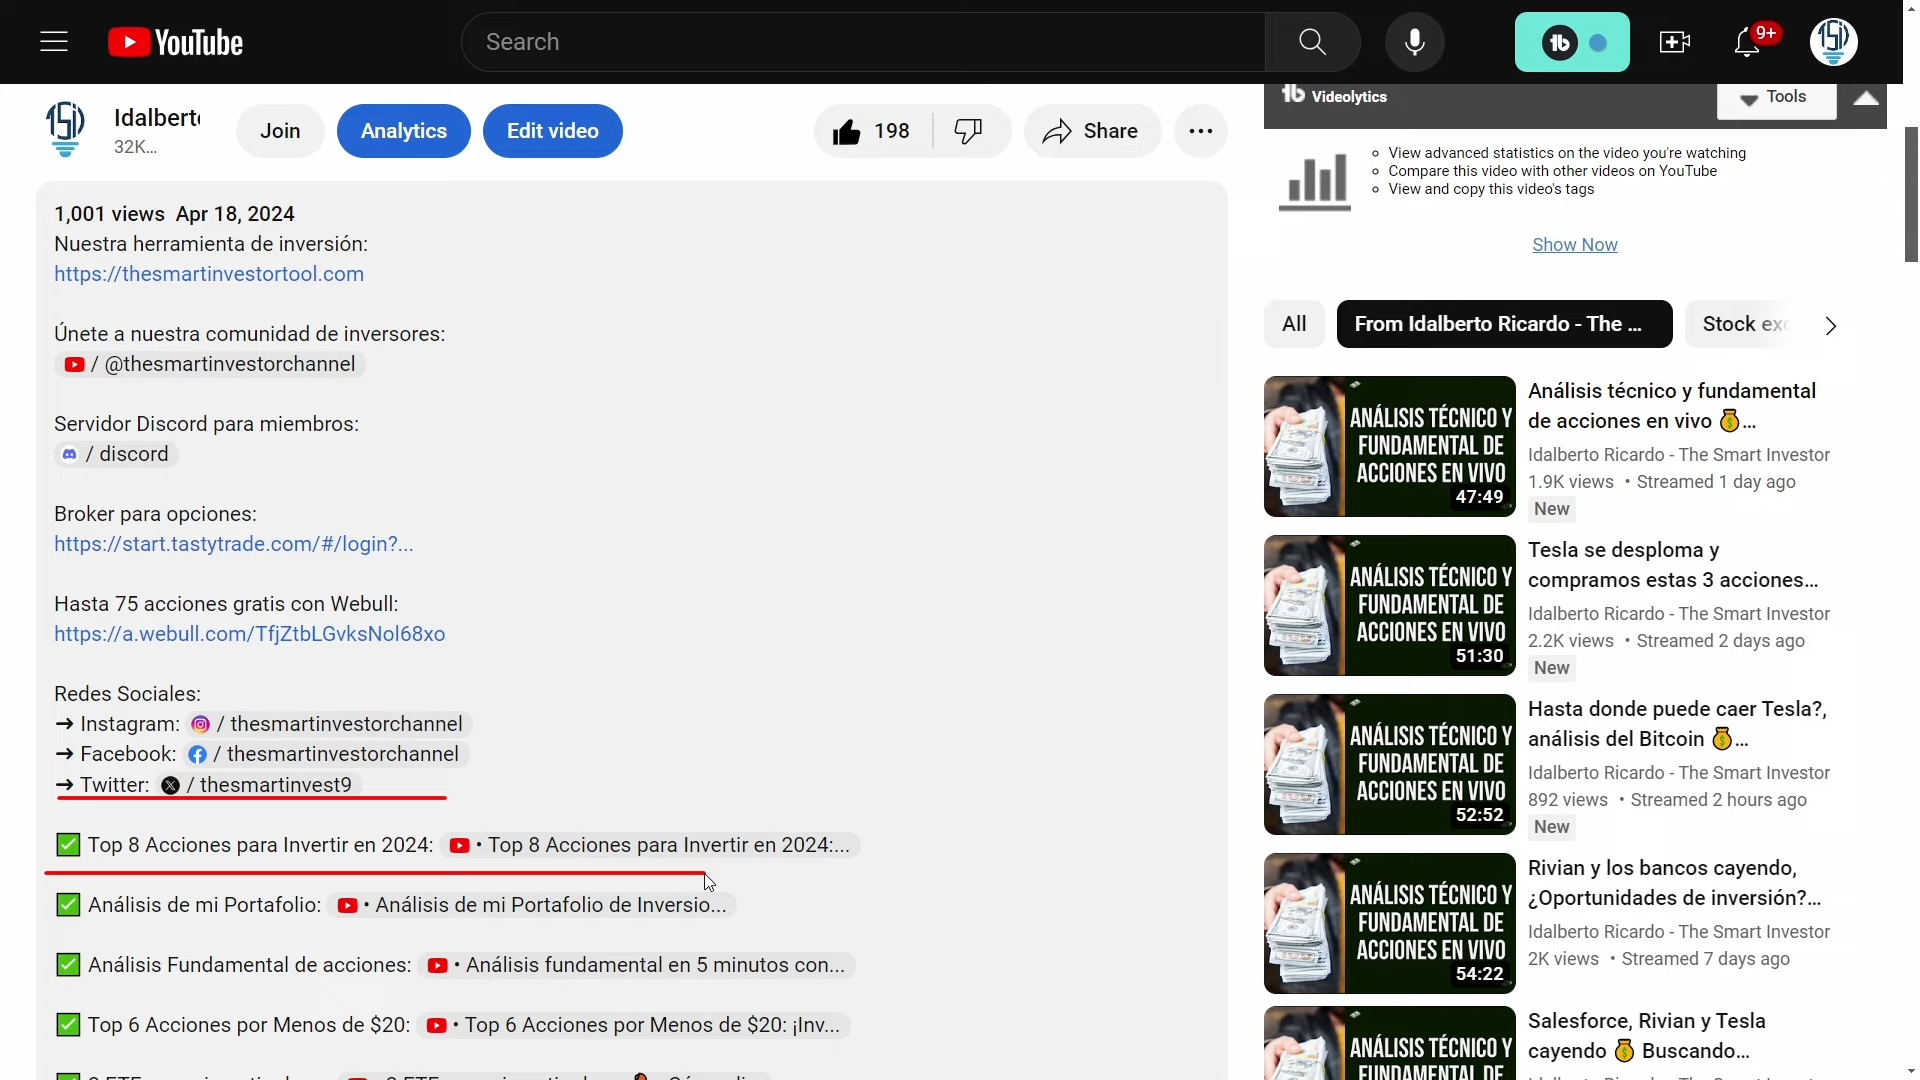 YouTube
Search
9+
Idalberto
32K...
Join
Analytics
Edit video
198
Share
1,001 views Apr 18, 2024
Nuestra herramienta de inversión:
https://thesmartinvestortool.com
Únete a nuestra comunidad de inversores:
/ @thesmartinvestorchannel
Servidor Discord para miembros:
/ discord
Broker para opciones:
https://start.tastytrade.com/#/login?...
Hasta 75 acciones gratis con Webull:
https://a.webull.com/TfjZtbLGvksNol68xo
Redes Sociales:
→ Instagram: / thesmartinvestorchannel
→ Facebook: / thesmartinvestorchannel
→ Twitter: / thesmartinvest9
✅ Top 8 Acciones para Invertir en 2024: • Top 8 Acciones para Invertir en 2024:...
✅ Análisis de mi Portafolio: • Análisis de mi Portafolio de Inversio...
✅ Análisis Fundamental de acciones: • Análisis fundamental en 5 minutos con...
✅ Top 6 Acciones por Menos de $20: • Top 6 Acciones por Menos de $20: ¡Inv...
Videolytics
Tools
View advanced statistics on the video you're watching
Compare this video with other videos on YouTube
View and copy this video's tags
Show Now
All
From Idalberto Ricardo - The ...
Stock exc
ANÁLISIS TÉCNICO Y
FUNDAMENTAL DE
ACCIONES EN VIVO
47:49
Análisis técnico y fundamental
de acciones en vivo 💰...
Idalberto Ricardo - The Smart Investor
1.9K views • Streamed 1 day ago
New
ANÁLISIS TÉCNICO Y
FUNDAMENTAL DE
ACCIONES EN VIVO
51:30
Tesla se desploma y
compramos estas 3 acciones...
Idalberto Ricardo - The Smart Investor
2.2K views • Streamed 2 days ago
New
ANÁLISIS TÉCNICO Y
FUNDAMENTAL DE
ACCIONES EN VIVO
52:52
Hasta donde puede caer Tesla?,
análisis del Bitcoin 💰...
Idalberto Ricardo - The Smart Investor
892 views • Streamed 2 hours ago
New
ANÁLISIS TÉCNICO Y
FUNDAMENTAL DE
ACCIONES EN VIVO
54:22
Rivian y los bancos cayendo,
¿Oportunidades de inversión?...
Idalberto Ricardo - The Smart Investor
2K views • Streamed 7 days ago
ANÁLISIS TÉCNICO Y
FUNDAMENTAL DE
Salesforce, Rivian y Tesla
cayendo 💰 Buscando...